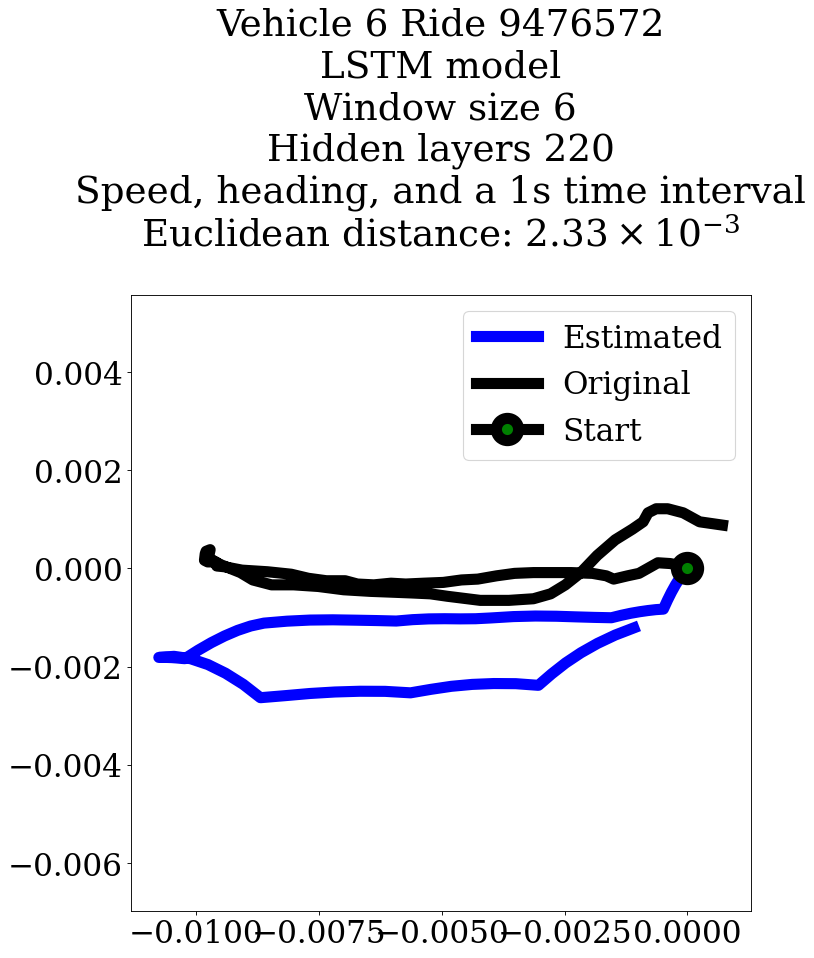 Vehicle 6 Ride 9476572
LSTM model
Window size 6
Hidden layers 220
Speed, heading, and a 1s time interval
Euclidean distance: 2.33 × 10⁻³
Estimated
Original
Start
0.004
0.002
0.000
−0.002
−0.004
−0.006
−0.0100 −0.0075 −0.0050 −0.0025 0.0000